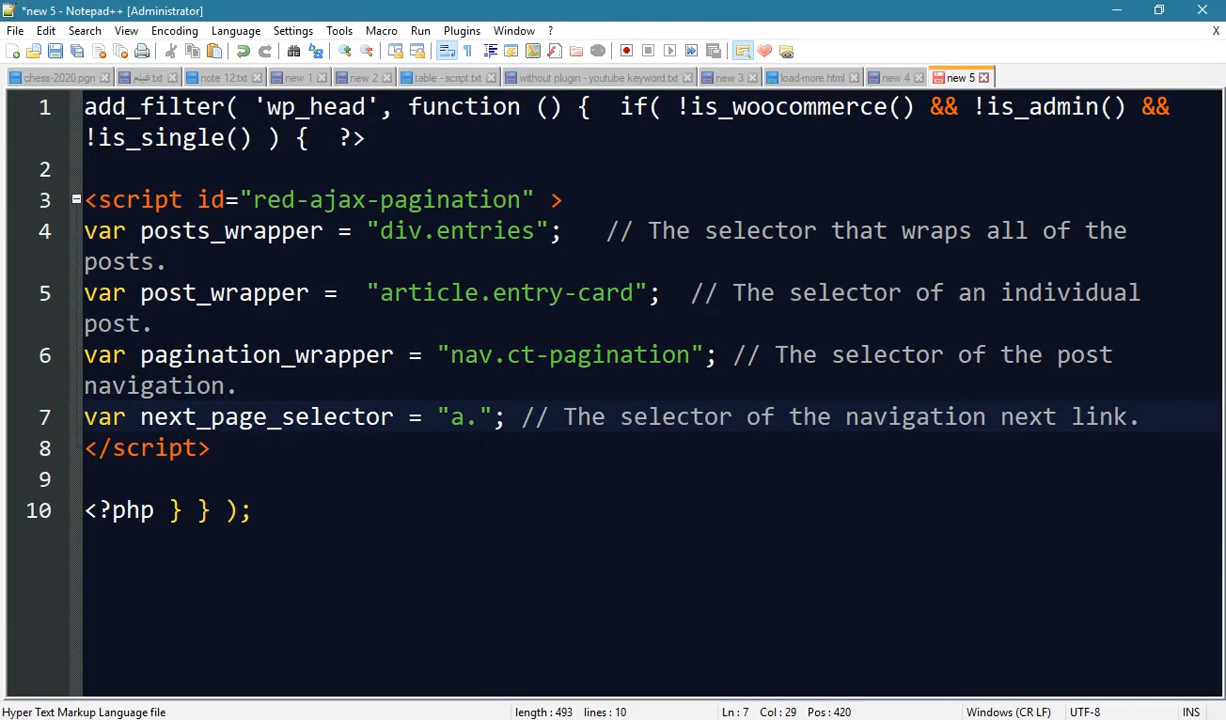 *new 5 - Notepad++ [Administrator]
File Edit Search View Encoding Language Settings Tools Macro Run Plugins Window ? X
chess-2020.pgn فيلم.txt note 12.txt new 1 new 2 table - script.txt without plugin - youtube keyword.txt new 3 load-more.html new 4 new 5
1 add_filter( 'wp_head', function () {  if( !is_woocommerce() && !is_admin() &&
!is_single() ) {  ?>
2
3 <script id="red-ajax-pagination" >
4 var posts_wrapper = "div.entries";   // The selector that wraps all of the
posts.
5 var post_wrapper =  "article.entry-card";  // The selector of an individual
post.
6 var pagination_wrapper = "nav.ct-pagination"; // The selector of the post
navigation.
7 var next_page_selector = "a."; // The selector of the navigation next link.
8 </script>
9
10 <?php } } );
Hyper Text Markup Language file length : 493 lines : 10 Ln : 7 Col : 29 Pos : 420 Windows (CR LF) UTF-8 INS